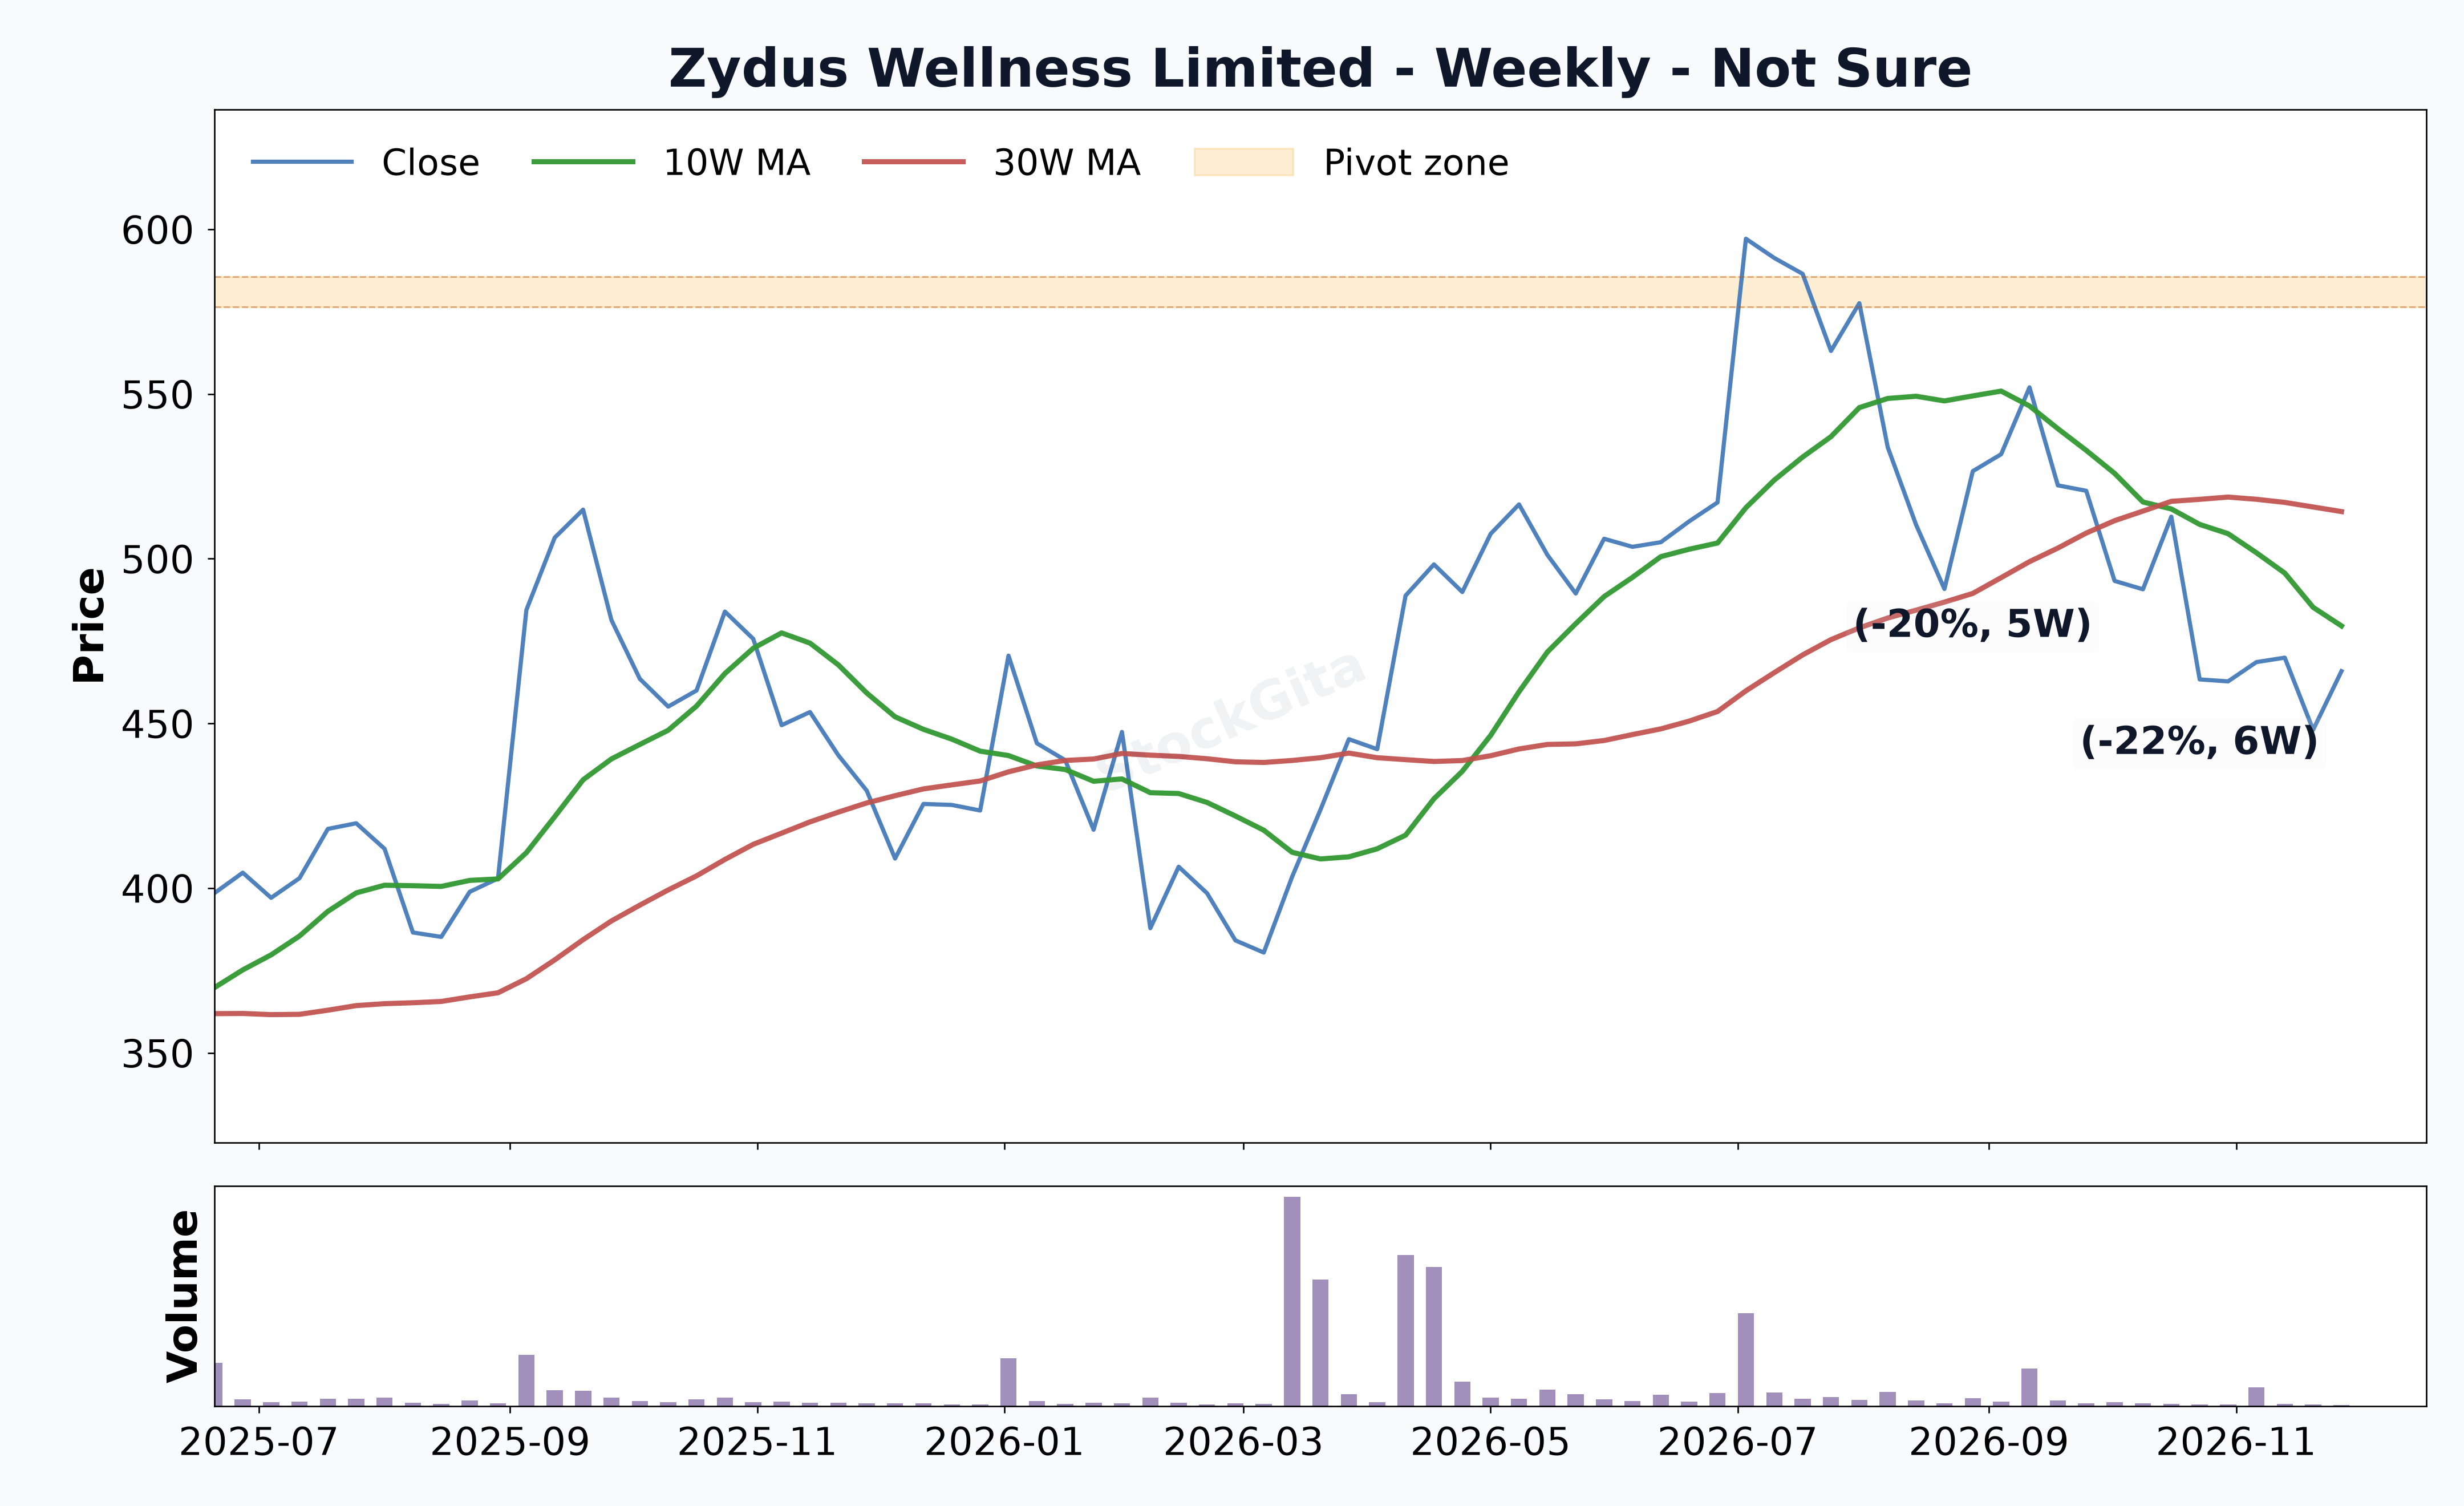 Zydus Wellness Limited - Weekly - Not Sure
Close 10W MA 30W MA Pivot zone
600
550
500
450
400
350
Price
(-20%, 5W)
(-22%, 6W)
StockGita
Volume
2025-07 2025-09 2025-11 2026-01 2026-03 2026-05 2026-07 2026-09 2026-11